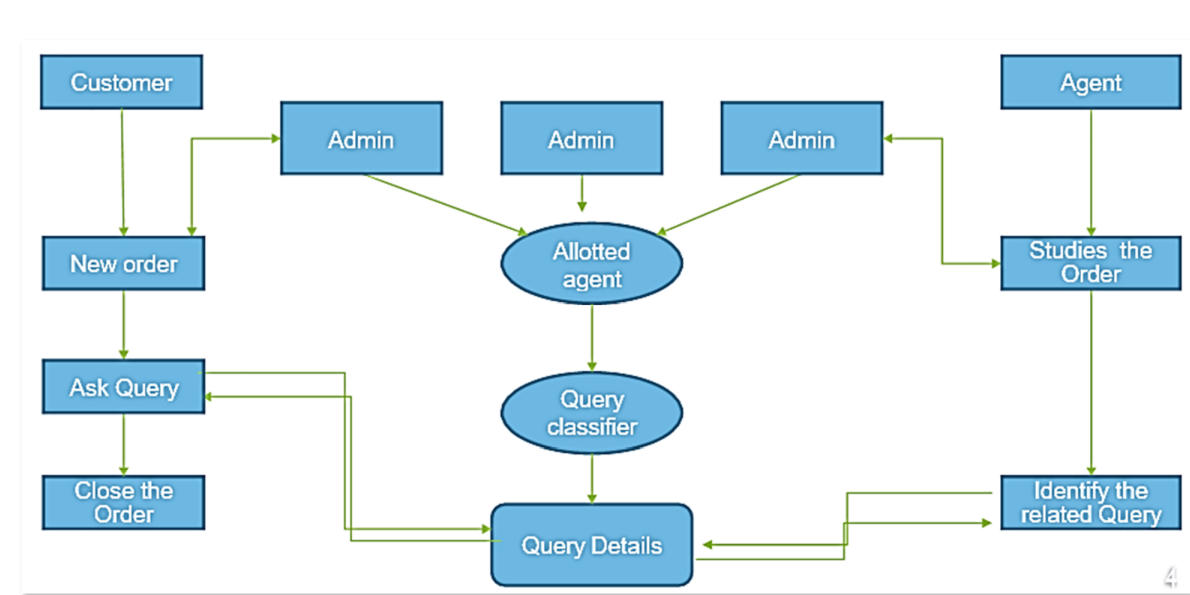 Customer
Agent
Admin
Admin
Admin
New order
Allotted
agent
Studies the
Order
Ask Query
Query
classifier
Close the
Order
Query Details
Identify the
related Query
4